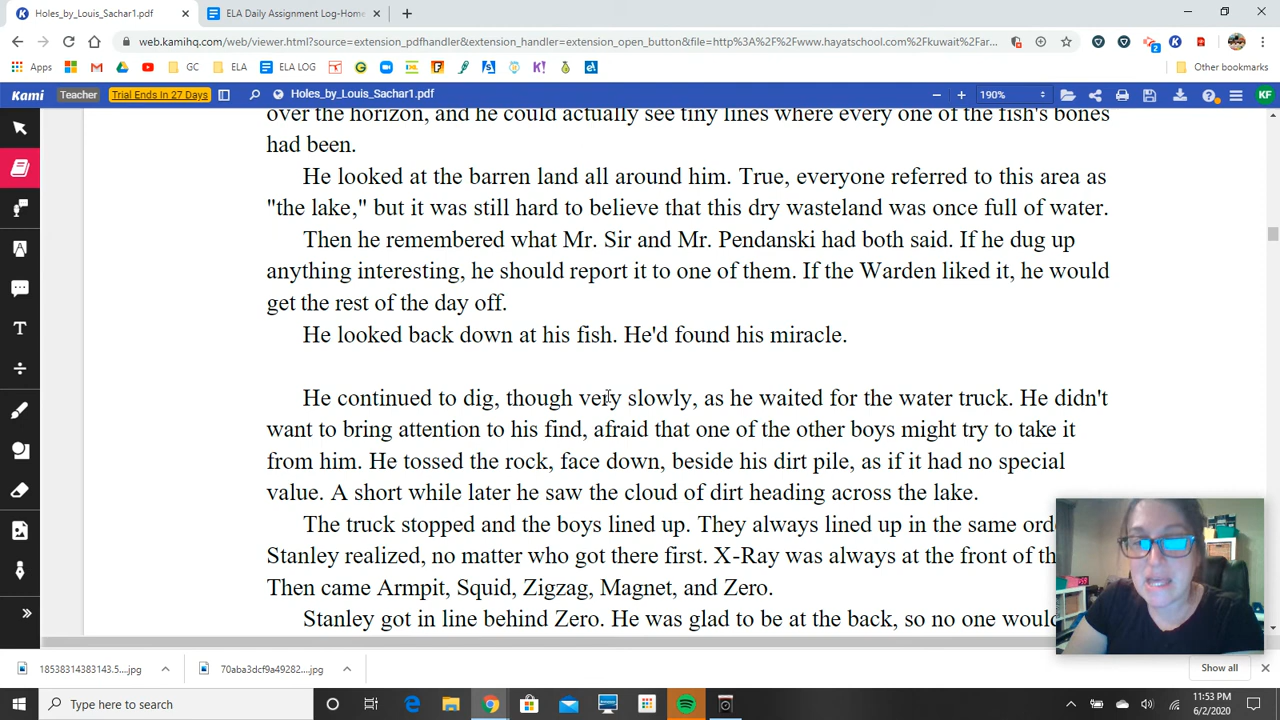 Holes_by_Louis_Sachar1.pdf
ELA Daily Assignment Log-Home
web.kamihq.com/web/viewer.html?source=extension_pdfhandler&extension_handler=extension_open_button&file=http%3A%2F%2Fwww.hayatschool.com%2Fkuwait%2Far...
Apps
GC
ELA
ELA LOG
Other bookmarks
Kami
Teacher
Trial Ends In 27 Days
Holes_by_Louis_Sachar1.pdf
190%
KF
over the horizon, and he could actually see tiny lines where every one of the fish's bones
had been.
He looked at the barren land all around him. True, everyone referred to this area as
"the lake," but it was still hard to believe that this dry wasteland was once full of water.
Then he remembered what Mr. Sir and Mr. Pendanski had both said. If he dug up
anything interesting, he should report it to one of them. If the Warden liked it, he would
get the rest of the day off.
He looked back down at his fish. He'd found his miracle.
He continued to dig, though very slowly, as he waited for the water truck. He didn't
want to bring attention to his find, afraid that one of the other boys might try to take it
from him. He tossed the rock, face down, beside his dirt pile, as if it had no special
value. A short while later he saw the cloud of dirt heading across the lake.
The truck stopped and the boys lined up. They always lined up in the same
Stanley realized, no matter who got there first. X-Ray was always at the front of
Then came Armpit, Squid, Zigzag, Magnet, and Zero.
Stanley got in line behind Zero. He was glad to be at the back, so no one would
18538314383143.5....jpg
70aba3dcf9a49282....jpg
Show all
Type here to search
11:53 PM
6/2/2020